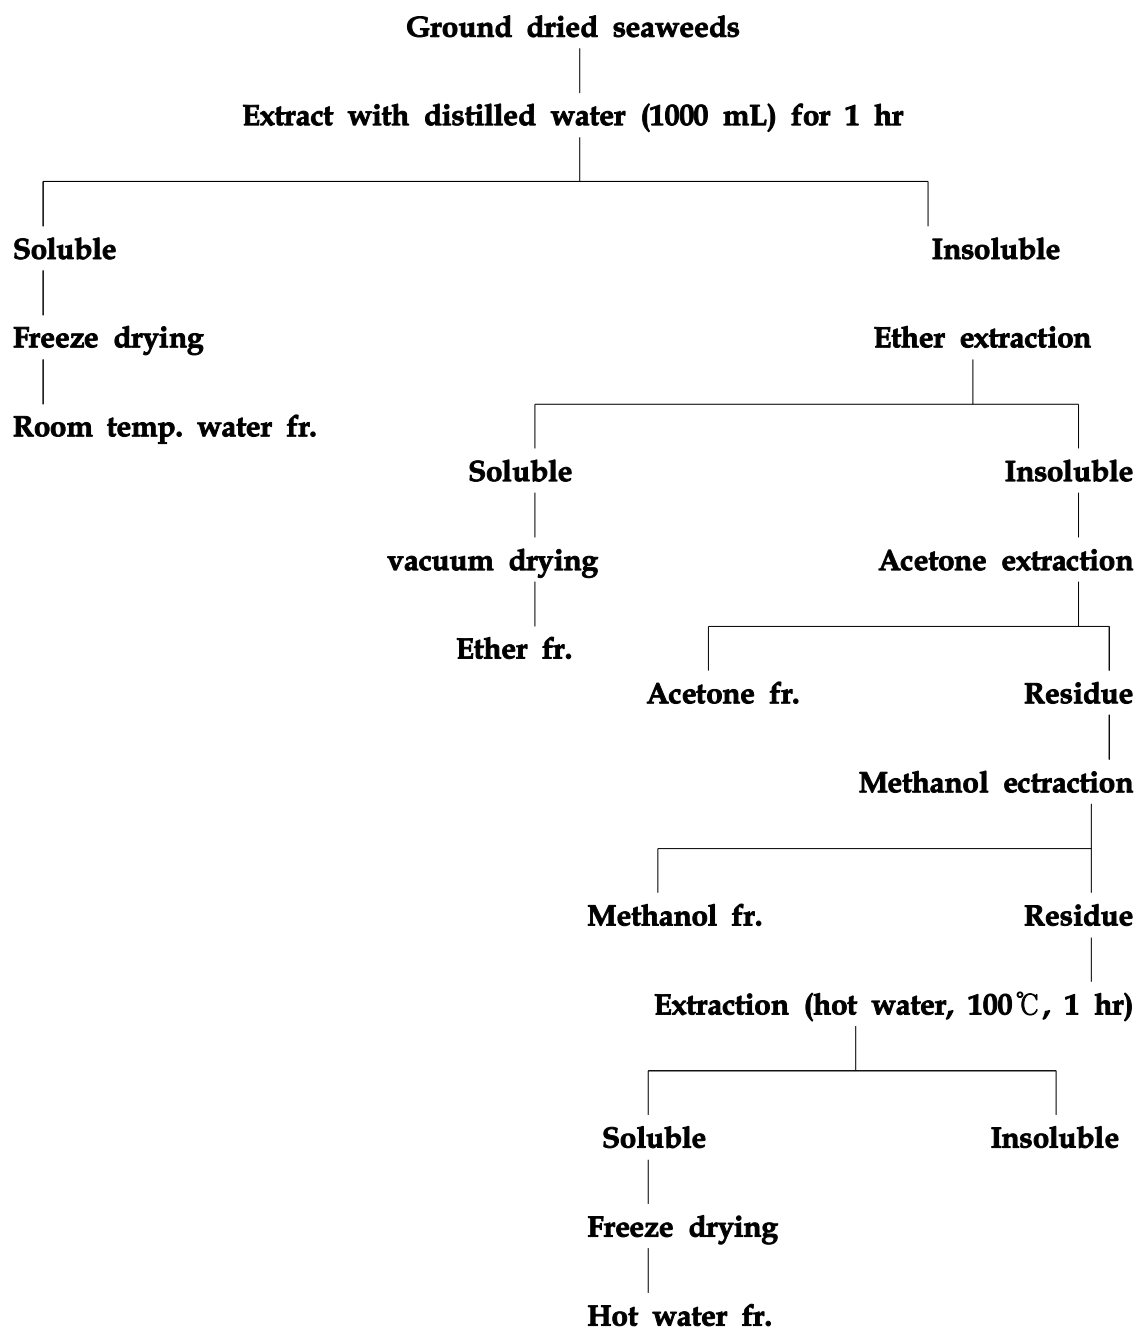 Ground dried seaweeds
Extract with distilled water (1000 mL) for 1 hr
Soluble
Insoluble
Freeze drying
Ether extraction
Room temp. water fr.
Soluble
Insoluble
vacuum drying
Acetone extraction
Ether fr.
Acetone fr.
Residue
Methanol ectraction
Methanol fr.
Residue
Extraction (hot water, 100℃, 1 hr)
Soluble
Insoluble
Freeze drying
Hot water fr.